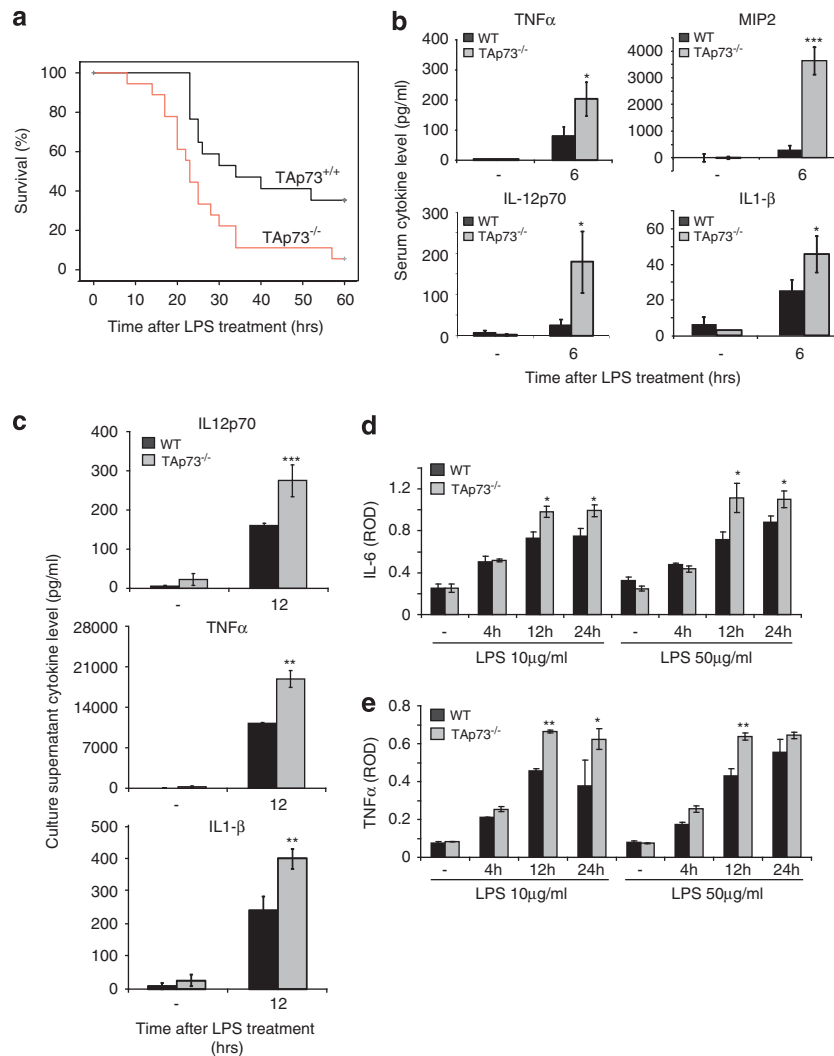 a
Survival (%)
100
80
60
40
20
0
TAp73+/+
TAp73-/-
0 10 20 30 40 50 60
Time after LPS treatment (hrs)
b
Serum cytokine level (pg/ml)
TNFα
WT
TAp73-/-
400
300
200
100
0
*
- 6
MIP2
WT
TAp73-/-
4000
3000
2000
1000
0
***
- 6
IL-12p70
WT
TAp73-/-
300
200
100
0
*
- 6
IL1-β
WT
TAp73-/-
60
40
20
0
*
- 6
Time after LPS treatment (hrs)
c
Culture supernatant cytokine level (pg/ml)
IL12p70
WT
TAp73-/-
400
300
200
100
0
***
- 12
TNFα
28000
21000
14000
7000
0
**
- 12
IL1-β
500
400
300
200
100
0
**
- 12
Time after LPS treatment
(hrs)
d
WT
TAp73-/-
IL-6 (ROD)
1.2
0.8
0.4
0
* * * *
- 4h 12h 24h - 4h 12h 24h
LPS 10μg/ml LPS 50μg/ml
e
WT
TAp73-/-
TNFα (ROD)
0.8
0.6
0.4
0.2
0
** * **
- 4h 12h 24h - 4h 12h 24h
LPS 10μg/ml LPS 50μg/ml